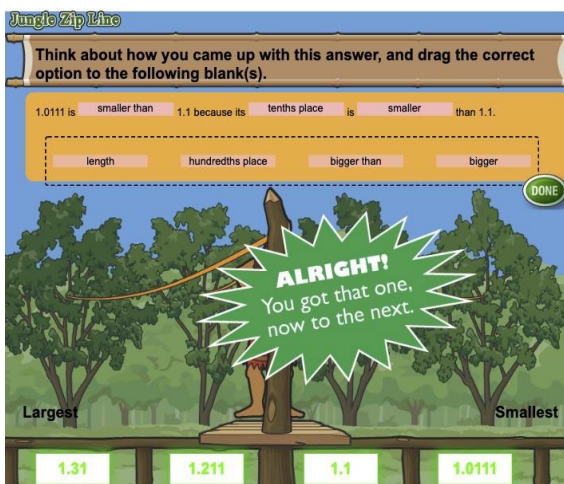 Jungle Zip Line
Think about how you came up with this answer, and drag the correct
option to the following blank(s).
1.0111 is smaller than 1.1 because its tenths place is smaller than 1.1.
length hundredths place bigger than bigger
DONE
ALRIGHT!
You got that one,
now to the next.
Largest Smallest
1.31 1.211 1.1 1.0111